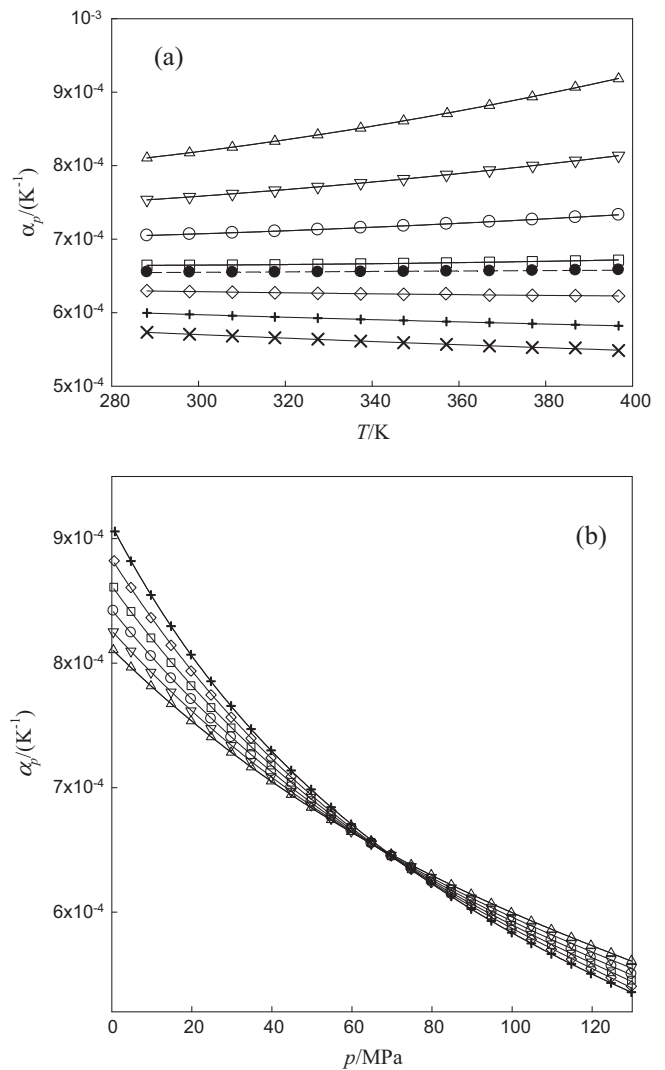 (a)
10⁻³
9x10⁻⁴
8x10⁻⁴
7x10⁻⁴
6x10⁻⁴
5x10⁻⁴
αₚ/(K⁻¹)
280 300 320 340 360 380 400
T/K
(b)
9x10⁻⁴
8x10⁻⁴
7x10⁻⁴
6x10⁻⁴
αₚ/(K⁻¹)
0 20 40 60 80 100 120
p/MPa